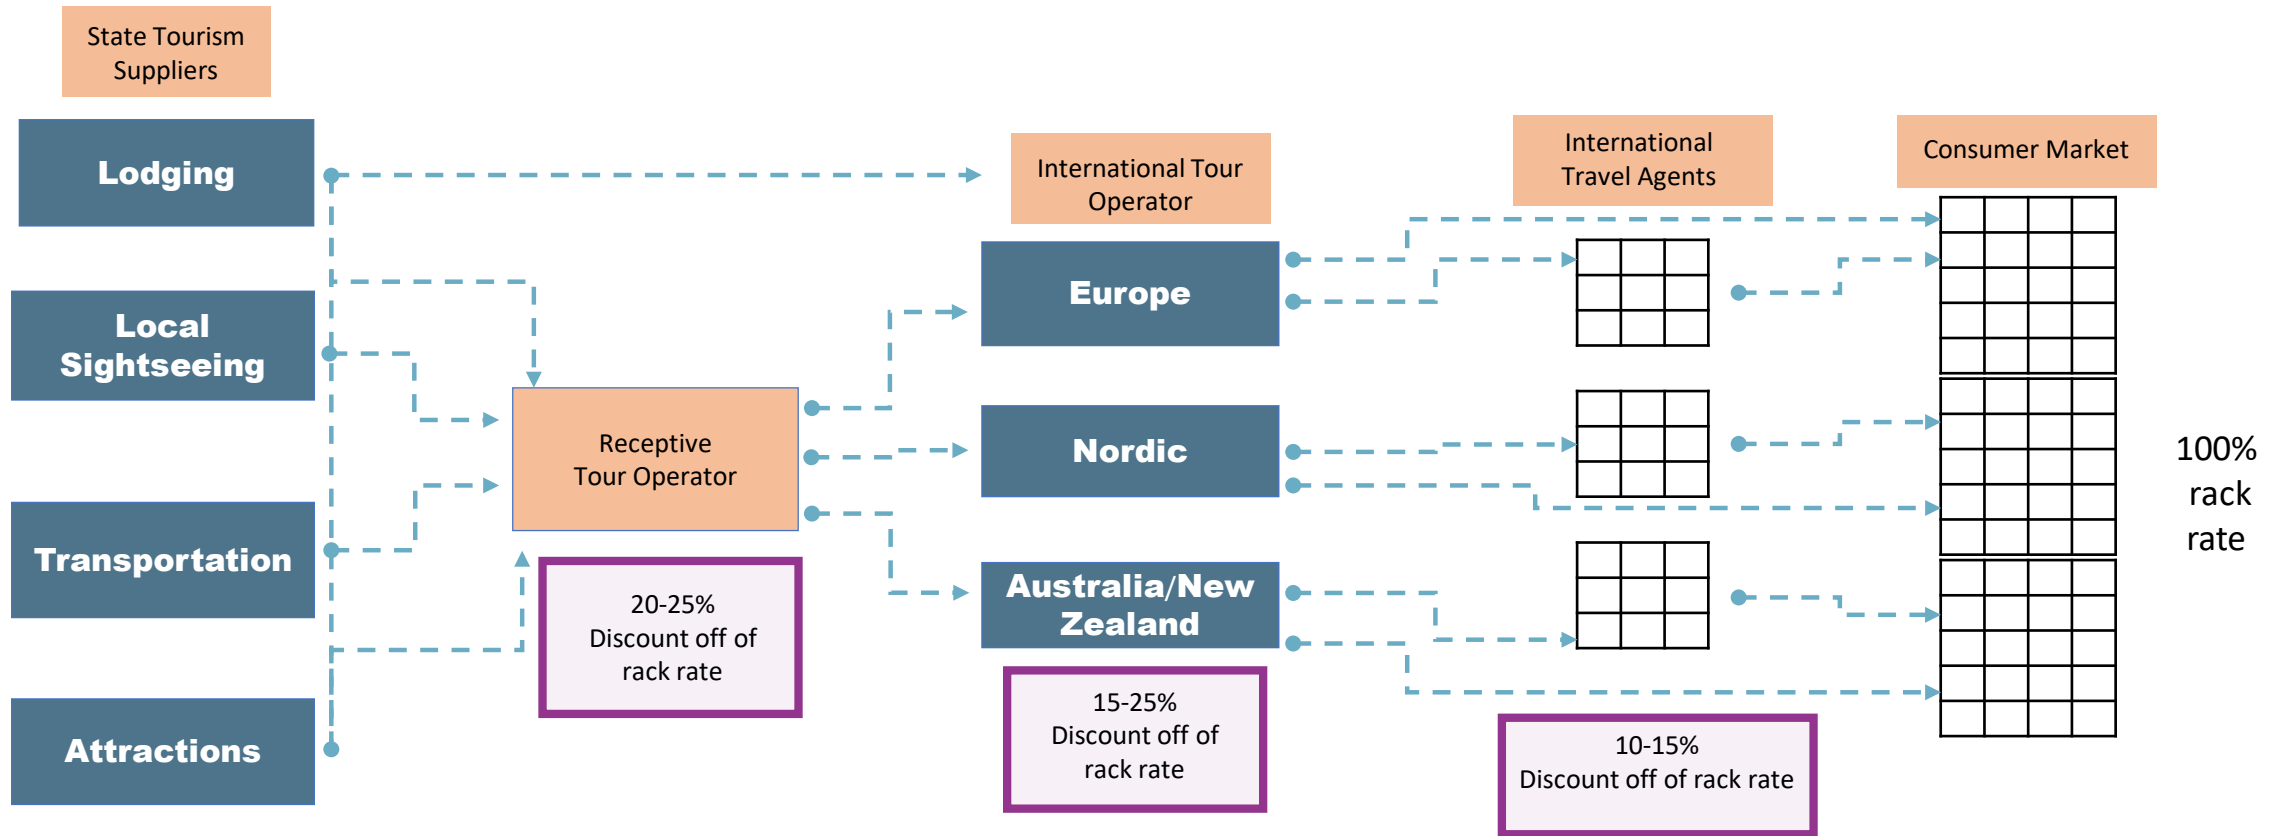 State Tourism
Suppliers
Lodging
Local
Sightseeing
Transportation
Attractions
Receptive
Tour Operator
20-25%
Discount off of
rack rate
International Tour
Operator
Europe
Nordic
Australia/New
Zealand
15-25%
Discount off of
rack rate
International
Travel Agents
10-15%
Discount off of rack rate
Consumer Market
100%
rack
rate